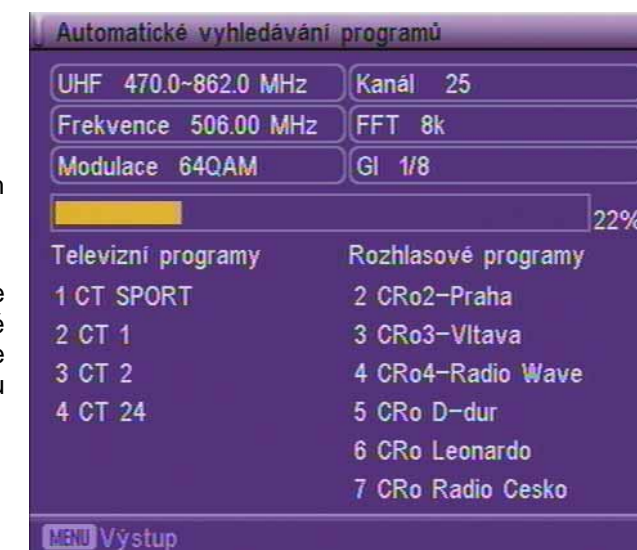 Automatické vyhledávání programů
UHF 470.0~862.0 MHz
Kanál 25
Frekvence 506.00 MHz
FFT 8k
Modulace 64QAM
GI 1/8
22%
Televizní programy
1 CT SPORT
2 CT 1
3 CT 2
4 CT 24
Rozhlasové programy
2 CRo2-Praha
3 CRo3-Vltava
4 CRo4-Radio Wave
5 CRo D-dur
6 CRo Leonardo
7 CRo Radio Cesko
MENU Výstup